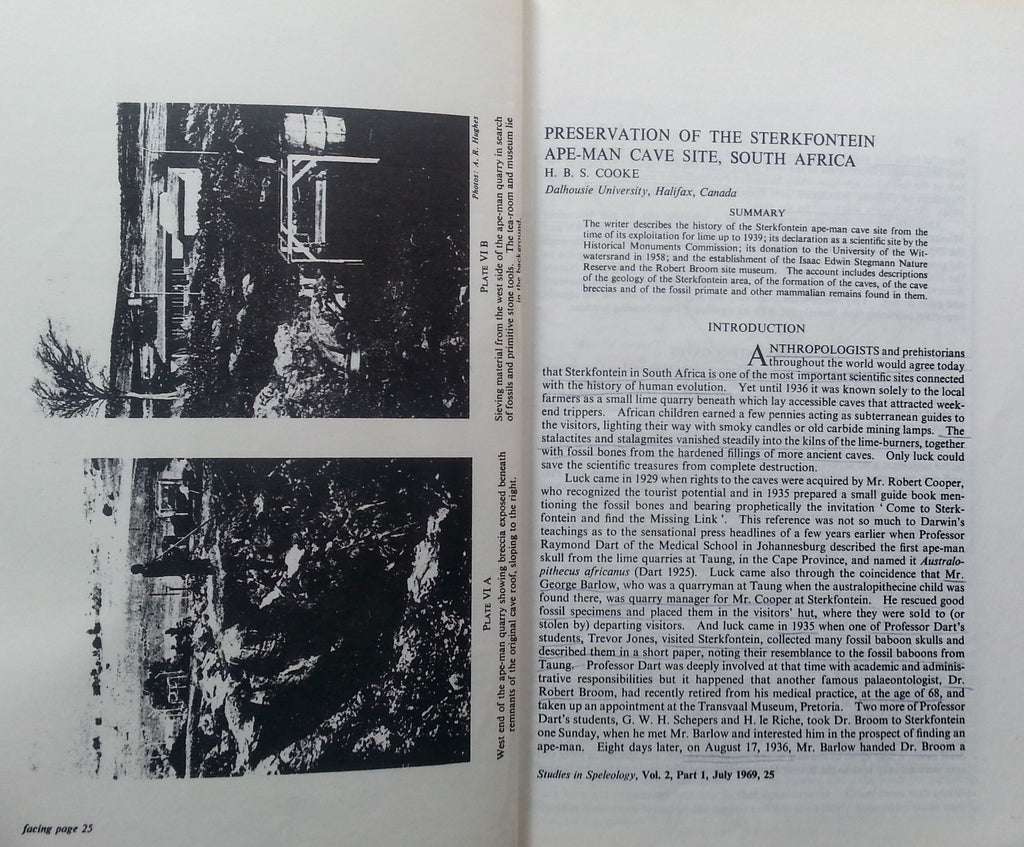 Photos: A. R. Hughes
PLATE VI B
Sieving material from the west side of the ape-man quarry in search
of fossils and primitive stone tools. The tea-room and museum lie
in the background.
PLATE VI A
West end of the ape-man quarry showing breccia exposed beneath
remnants of the original cave roof, sloping to the right.
facing page 25
PRESERVATION OF THE STERKFONTEIN
APE-MAN CAVE SITE, SOUTH AFRICA
H. B. S. COOKE
Dalhousie University, Halifax, Canada
SUMMARY
The writer describes the history of the Sterkfontein ape-man cave site from the
time of its exploitation for lime up to 1939; its declaration as a scientific site by the
Historical Monuments Commission; its donation to the University of the Wit-
watersrand in 1958; and the establishment of the Isaac Edwin Stegmann Nature
Reserve and the Robert Broom site museum. The account includes descriptions
of the geology of the Sterkfontein area, of the formation of the caves, of the cave
breccias and of the fossil primate and other mammalian remains found in them.
INTRODUCTION
ANTHROPOLOGISTS and prehistorians
throughout the world would agree today
that Sterkfontein in South Africa is one of the most important scientific sites connected
with the history of human evolution. Yet until 1936 it was known solely to the local
farmers as a small lime quarry beneath which lay accessible caves that attracted week-
end trippers. African children earned a few pennies acting as subterranean guides to
the visitors, lighting their way with smoky candles or old carbide mining lamps. The
stalactites and stalagmites vanished steadily into the kilns of the lime-burners, together
with fossil bones from the hardened fillings of more ancient caves. Only luck could
save the scientific treasures from complete destruction.
Luck came in 1929 when rights to the caves were acquired by Mr. Robert Cooper,
who recognized the tourist potential and in 1935 prepared a small guide book men-
tioning the fossil bones and bearing prophetically the invitation ' Come to Sterk-
fontein and find the Missing Link '. This reference was not so much to Darwin's
teachings as to the sensational press headlines of a few years earlier when Professor
Raymond Dart of the Medical School in Johannesburg described the first ape-man
skull from the lime quarries at Taung, in the Cape Province, and named it Australo-
pithecus africanus (Dart 1925). Luck came also through the coincidence that Mr.
George Barlow, who was a quarryman at Taung when the australopithecine child was
found there, was quarry manager for Mr. Cooper at Sterkfontein. He rescued good
fossil specimens and placed them in the visitors' hut, where they were sold to (or
stolen by) departing visitors. And luck came in 1935 when one of Professor Dart's
students, Trevor Jones, visited Sterkfontein, collected many fossil baboon skulls and
described them in a short paper, noting their resemblance to the fossil baboons from
Taung. Professor Dart was deeply involved at that time with academic and adminis-
trative responsibilities but it happened that another famous palaeontologist, Dr.
Robert Broom, had recently retired from his medical practice, at the age of 68, and
taken up an appointment at the Transvaal Museum, Pretoria. Two more of Professor
Dart's students, G. W. H. Schepers and H. le Riche, took Dr. Broom to Sterkfontein
one Sunday, when he met Mr. Barlow and interested him in the prospect of finding an
ape-man. Eight days later, on August 17, 1936, Mr. Barlow handed Dr. Broom a
Studies in Speleology, Vol. 2, Part 1, July 1969, 25